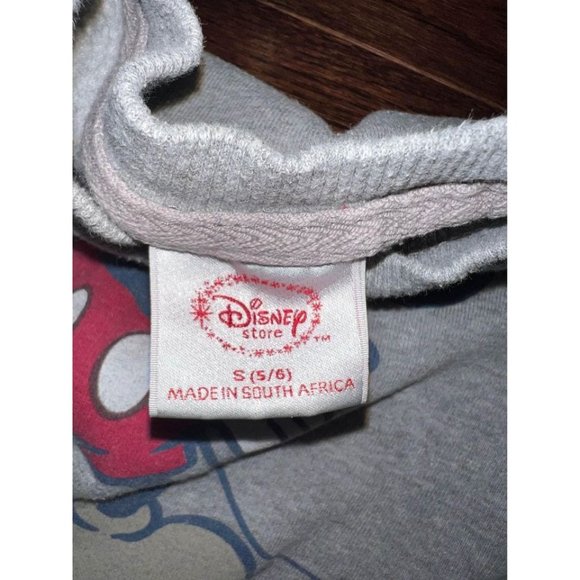 Disney
store
TM
S (5/6)
MADE IN SOUTH AFRICA